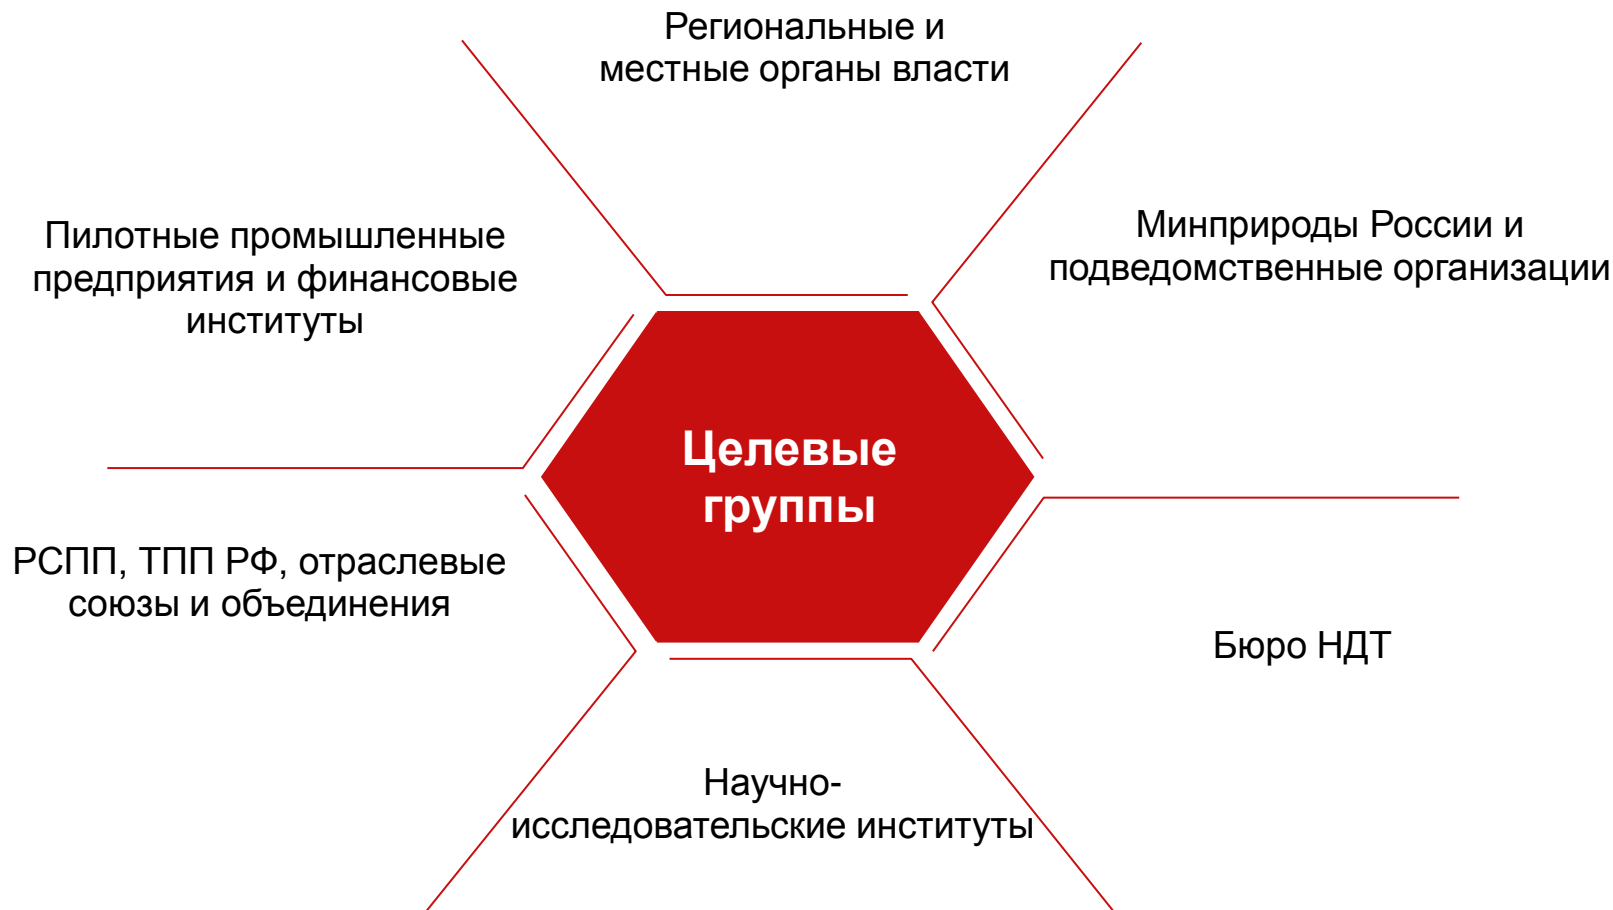 Региональные и
местные органы власти
Минприроды России и
подведомственные организации
Пилотные промышленные
предприятия и финансовые
институты
Целевые
группы
РСПП, ТПП РФ, отраслевые
союзы и объединения
Бюро НДТ
Научно-
исследовательские институты